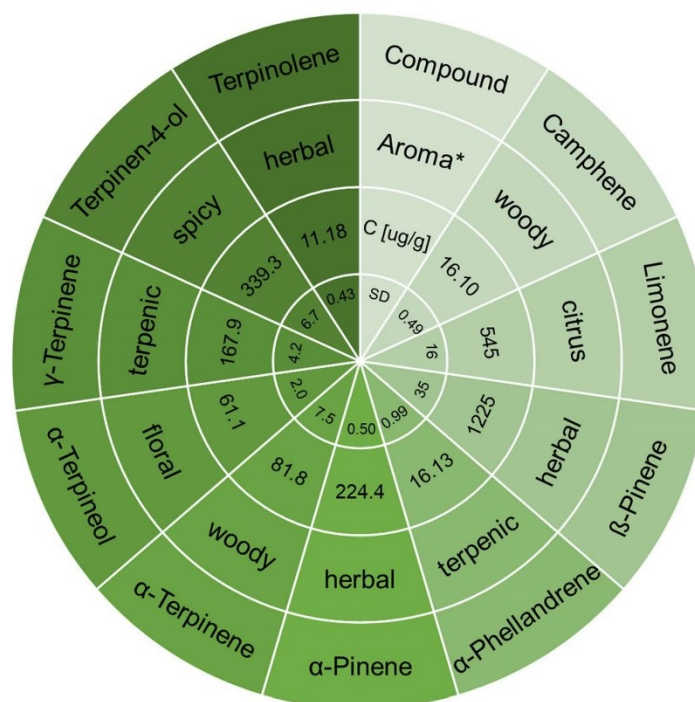 Compound
Aroma*
C [ug/g]
SD
Camphene
woody
16.10
0.49
Limonene
citrus
545
16
ß-Pinene
herbal
1225
35
α-Phellandrene
terpenic
16.13
0.99
α-Pinene
herbal
224.4
0.50
α-Terpinene
woody
81.8
7.5
α-Terpineol
floral
61.1
2.0
γ-Terpinene
terpenic
167.9
4.2
Terpinen-4-ol
spicy
339.3
6.7
Terpinolene
herbal
11.18
0.43